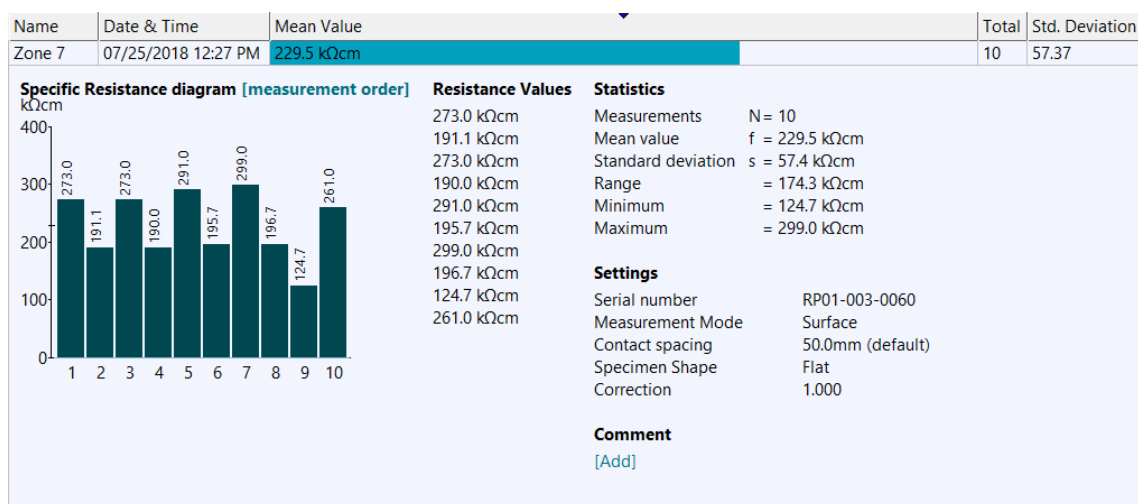 Name Date & Time Mean Value Total Std. Deviation
Zone 7 07/25/2018 12:27 PM 229.5 kΩcm 10 57.37
Specific Resistance diagram [measurement order]
kΩcm
400
300
200
100
0
273.0 191.1 273.0 190.0 291.0 195.7 299.0 196.7 124.7 261.0
1 2 3 4 5 6 7 8 9 10
Resistance Values
273.0 kΩcm
191.1 kΩcm
273.0 kΩcm
190.0 kΩcm
291.0 kΩcm
195.7 kΩcm
299.0 kΩcm
196.7 kΩcm
124.7 kΩcm
261.0 kΩcm
Statistics
Measurements N = 10
Mean value f = 229.5 kΩcm
Standard deviation s = 57.4 kΩcm
Range = 174.3 kΩcm
Minimum = 124.7 kΩcm
Maximum = 299.0 kΩcm
Settings
Serial number RP01-003-0060
Measurement Mode Surface
Contact spacing 50.0mm (default)
Specimen Shape Flat
Correction 1.000
Comment
[Add]